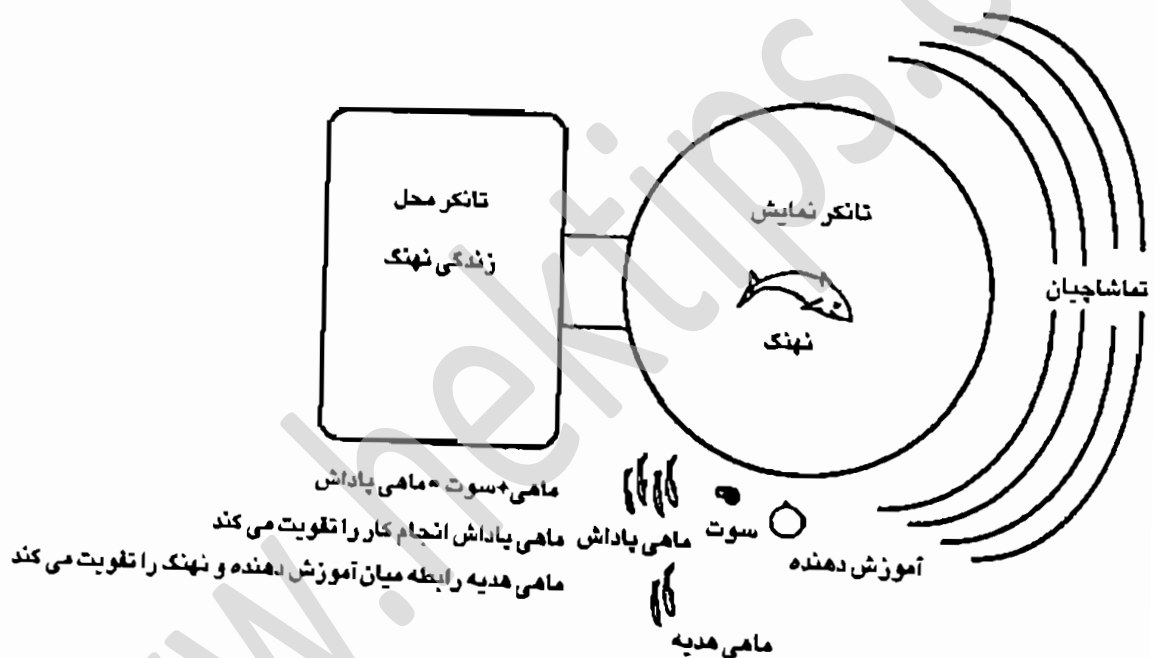 تانکر محل
زندگی نهنگ
تانکر نمایش
نهنگ
تماشاچیان
ماهی+سوت = ماهی پاداش
ماهی پاداش انجام کار را تقویت می کند
ماهی هدیه رابطه میان آموزش دهنده و نهنگ را تقویت می کند
ماهی پاداش
سوت
آموزش دهنده
ماهی هدیه
www.hektips.c